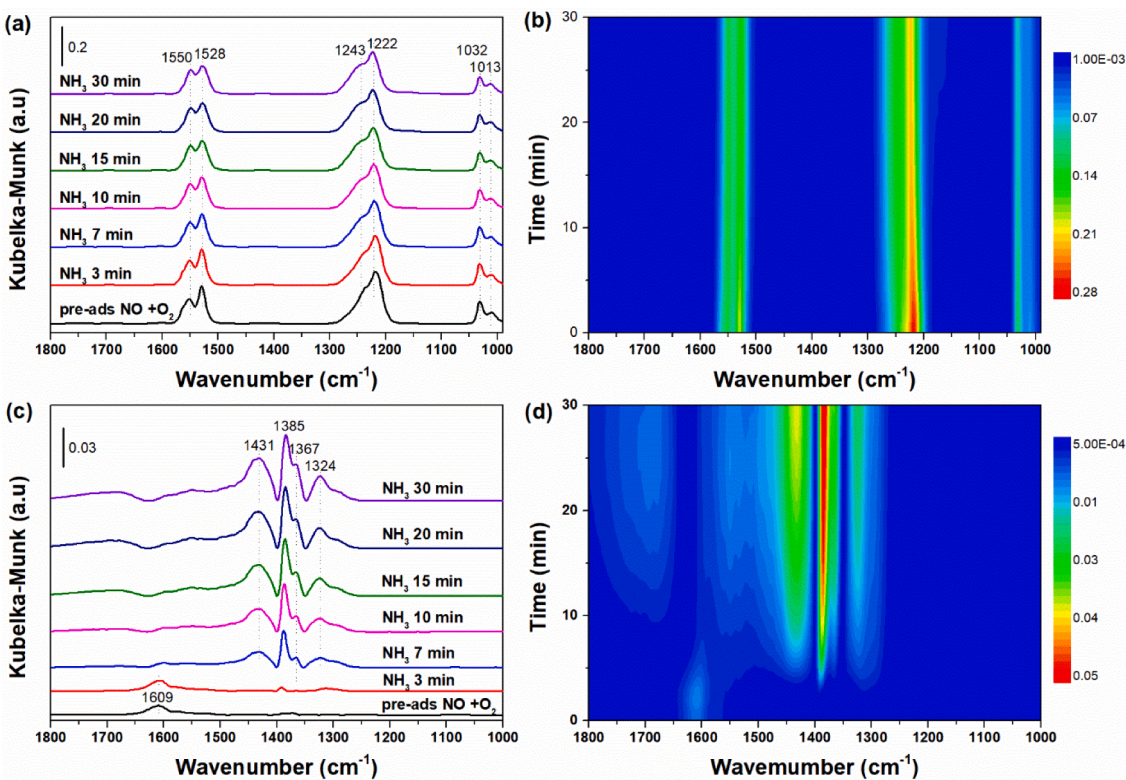 (a)
0.2
1550
1528
1243
1222
1032
1013
NH3 30 min
NH3 20 min
NH3 15 min
NH3 10 min
NH3 7 min
NH3 3 min
pre-ads NO +O2
Kubelka-Munk (a.u)
1800 1700 1600 1500 1400 1300 1200 1100 1000
Wavenumber (cm-1)
(b)
30
20
10
0
Time (min)
1800 1700 1600 1500 1400 1300 1200 1100 1000
Wavenumber (cm-1)
1.00E-03
0.07
0.14
0.21
0.28
(c)
0.03
1385
1431
1367
1324
NH3 30 min
NH3 20 min
NH3 15 min
NH3 10 min
NH3 7 min
NH3 3 min
1609
pre-ads NO +O2
Kubelka-Munk (a.u)
1800 1700 1600 1500 1400 1300 1200 1100 1000
Wavenumber (cm-1)
(d)
30
20
10
0
Time (min)
1800 1700 1600 1500 1400 1300 1200 1100 1000
Wavemumber (cm-1)
5.00E-04
0.01
0.03
0.04
0.05